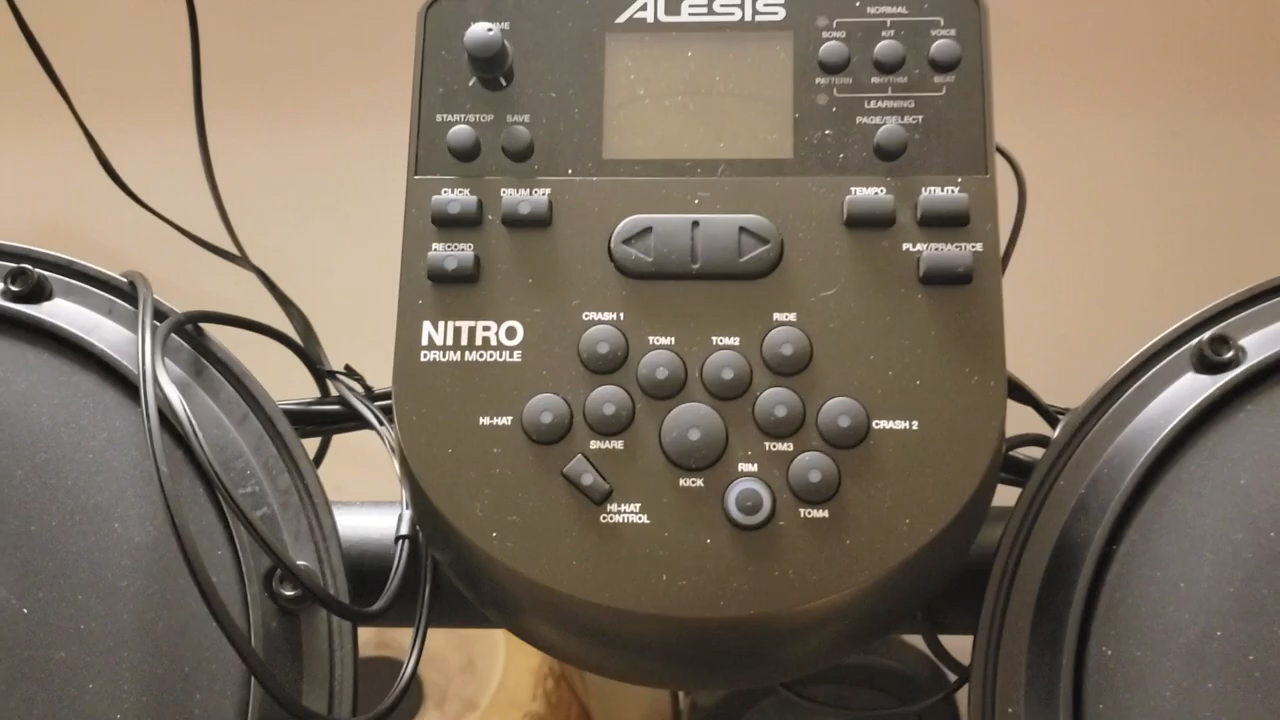 ALESIS
VOLUME
NORMAL
SONG
KIT
VOICE
PATTERN
RHYTHM
BEAT
LEARNING
START/STOP
SAVE
PAGE/SELECT
CLICK
DRUM OFF
TEMPO
UTILITY
RECORD
PLAY/PRACTICE
NITRO
DRUM MODULE
CRASH 1
RIDE
TOM1
TOM2
HI-HAT
CRASH 2
SNARE
TOM3
RIM
KICK
HI-HAT
CONTROL
TOM4